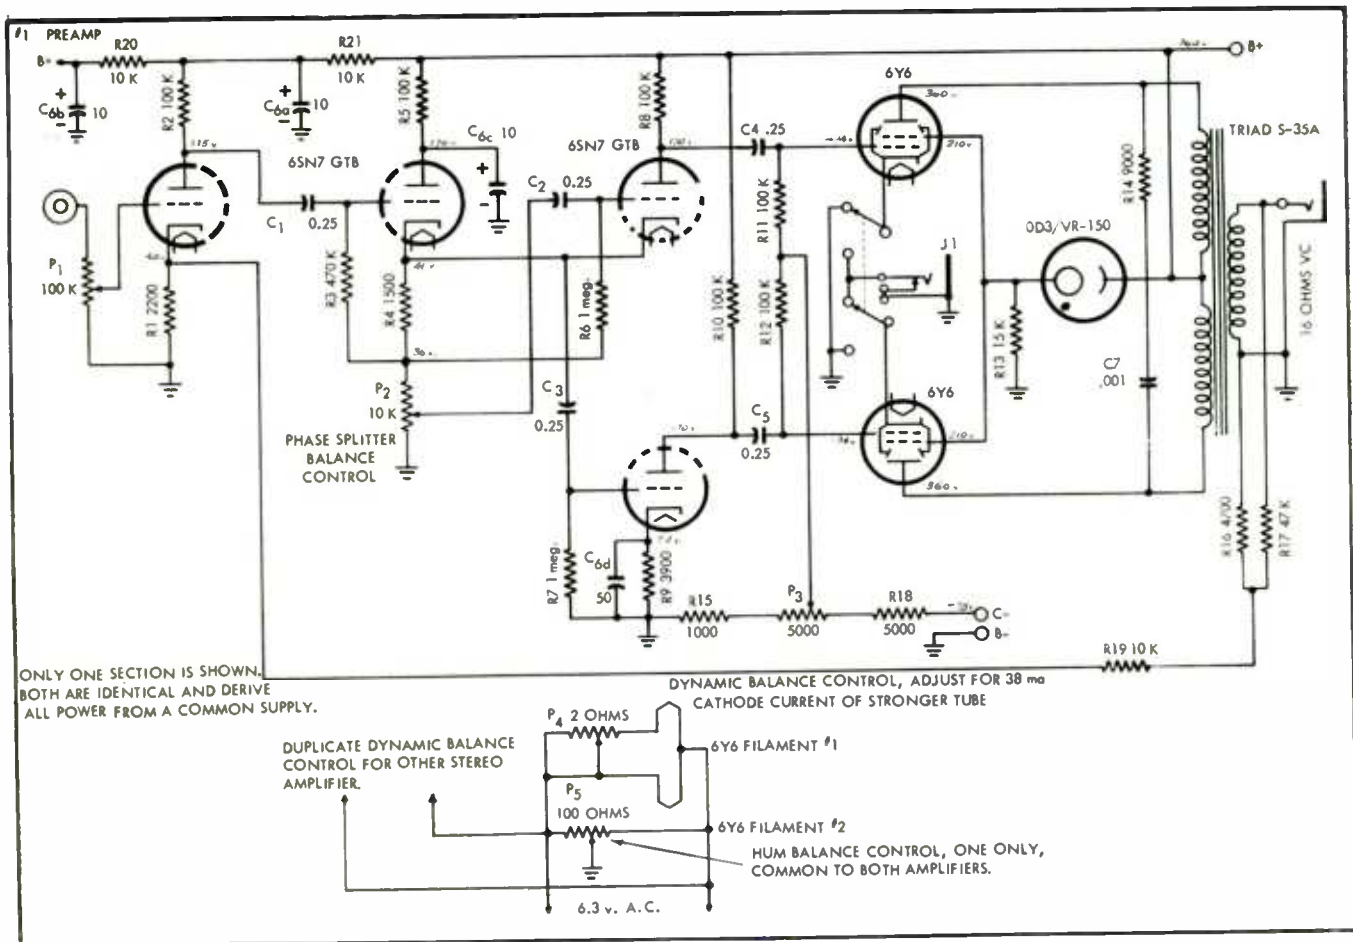 #1 PREAMP
B+
R20
10 K
R21
10 K
360v
B+
C6b
+
-
10
R2 100 K
C6a
+
-
10
R5 100 K
C6c 10
+
-
R8 100 K
115v
6SN7 GTB
6SN7 GTB
6Y6
360v
210v
TRIAD S-35A
C1
0.25
C2
0.25
C4 .25
R14 9000
P1
100 K
R1 2200
R3 470 K
R4 1500
R6 1 meg.
R10 100 K
R11 100 K
R12 100 K
J1
OD3/VR-150
R13 15 K
C7
.001
16 OHMS VC
P2
10 K
PHASE SPLITTER
BALANCE
CONTROL
C3
0.25
C5
0.25
6Y6
210v
360v
R7 1 meg.
C6d
50
R9 3900
R15
1000
P3
5000
R18
5000
C-
B-
R16 4700
R17 47 K
R19 10 K
ONLY ONE SECTION IS SHOWN.
BOTH ARE IDENTICAL AND DERIVE
ALL POWER FROM A COMMON SUPPLY.
DYNAMIC BALANCE CONTROL, ADJUST FOR 38 ma
CATHODE CURRENT OF STRONGER TUBE
P4 2 OHMS
DUPLICATE DYNAMIC BALANCE
CONTROL FOR OTHER STEREO
AMPLIFIER.
6Y6 FILAMENT #1
P5
100 OHMS
6Y6 FILAMENT #2
HUM BALANCE CONTROL, ONE ONLY,
COMMON TO BOTH AMPLIFIERS.
6.3 v. A.C.